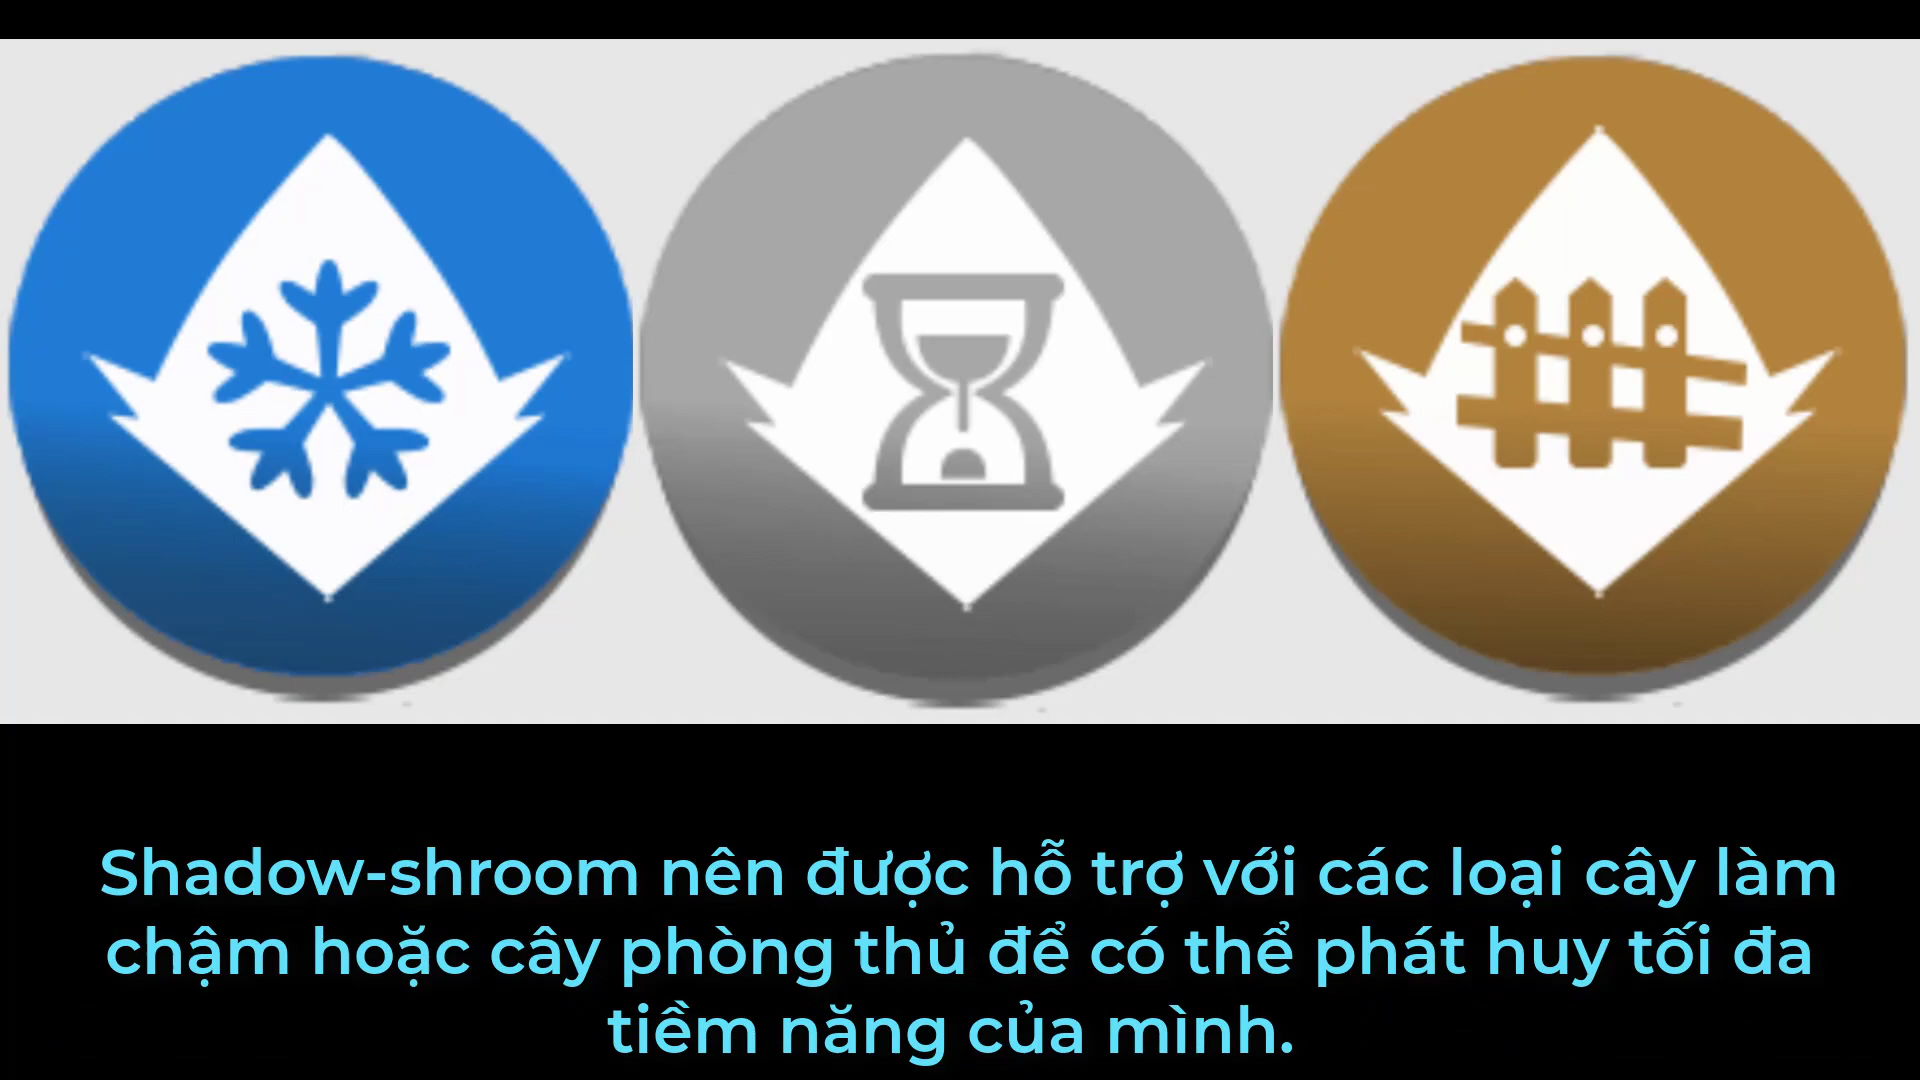 Shadow-shroom nên được hỗ trợ với các loại cây làm
chậm hoặc cây phòng thủ để có thể phát huy tối đa
tiềm năng của mình.